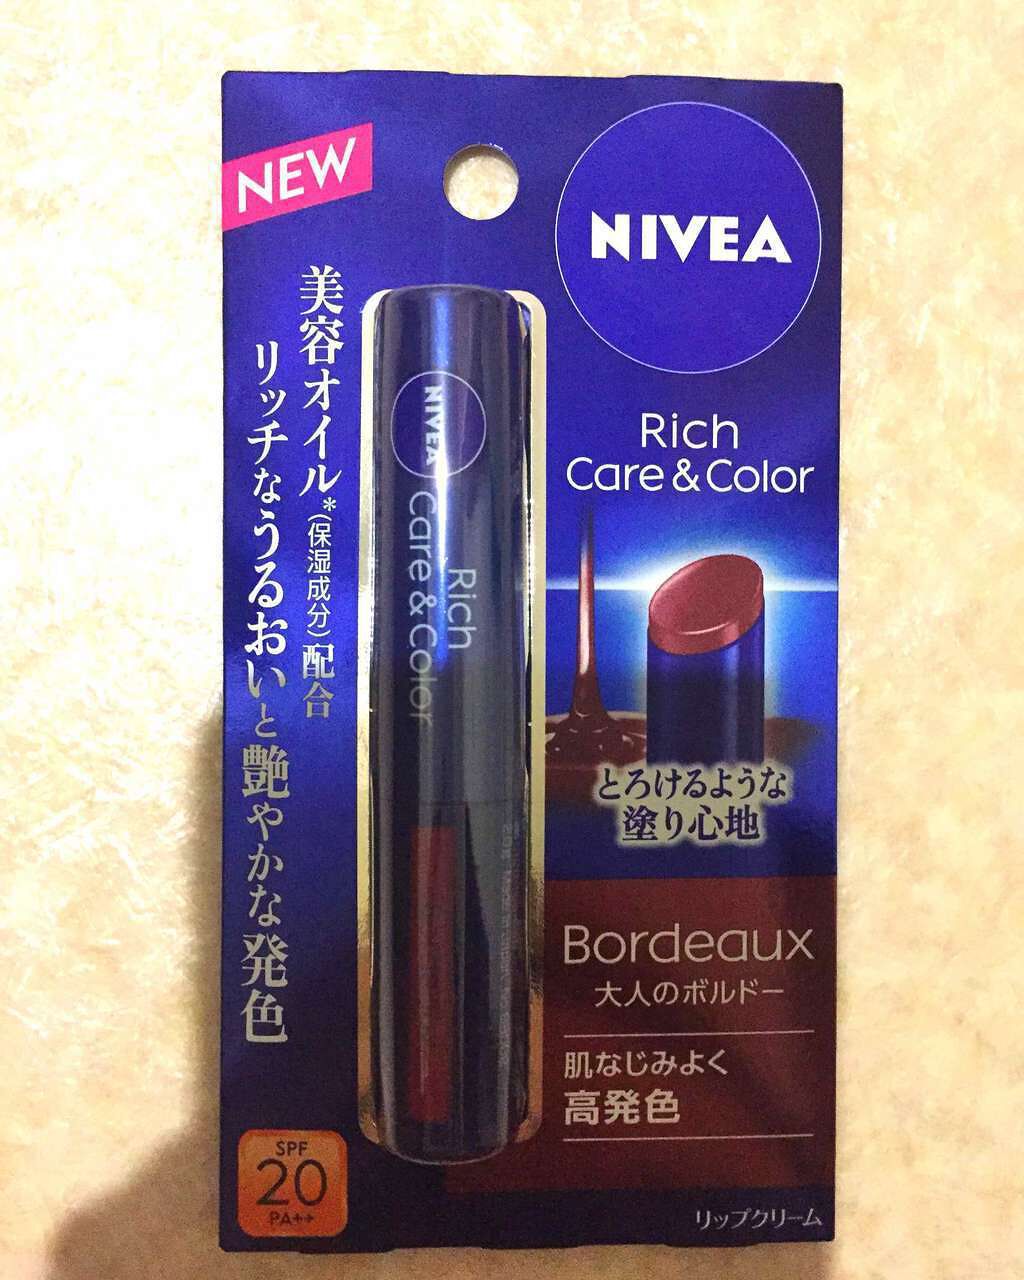 NEW
NIVEA
美容オイル*(保湿成分)配合
リッチなうるおいと艶やかな発色
Rich
Care & Color
NIVEA
Rich
Care & Color
とろけるような
塗り心地
Bordeaux
大人のボルドー
肌なじみよく
高発色
SPF
20
PA++
リップクリーム